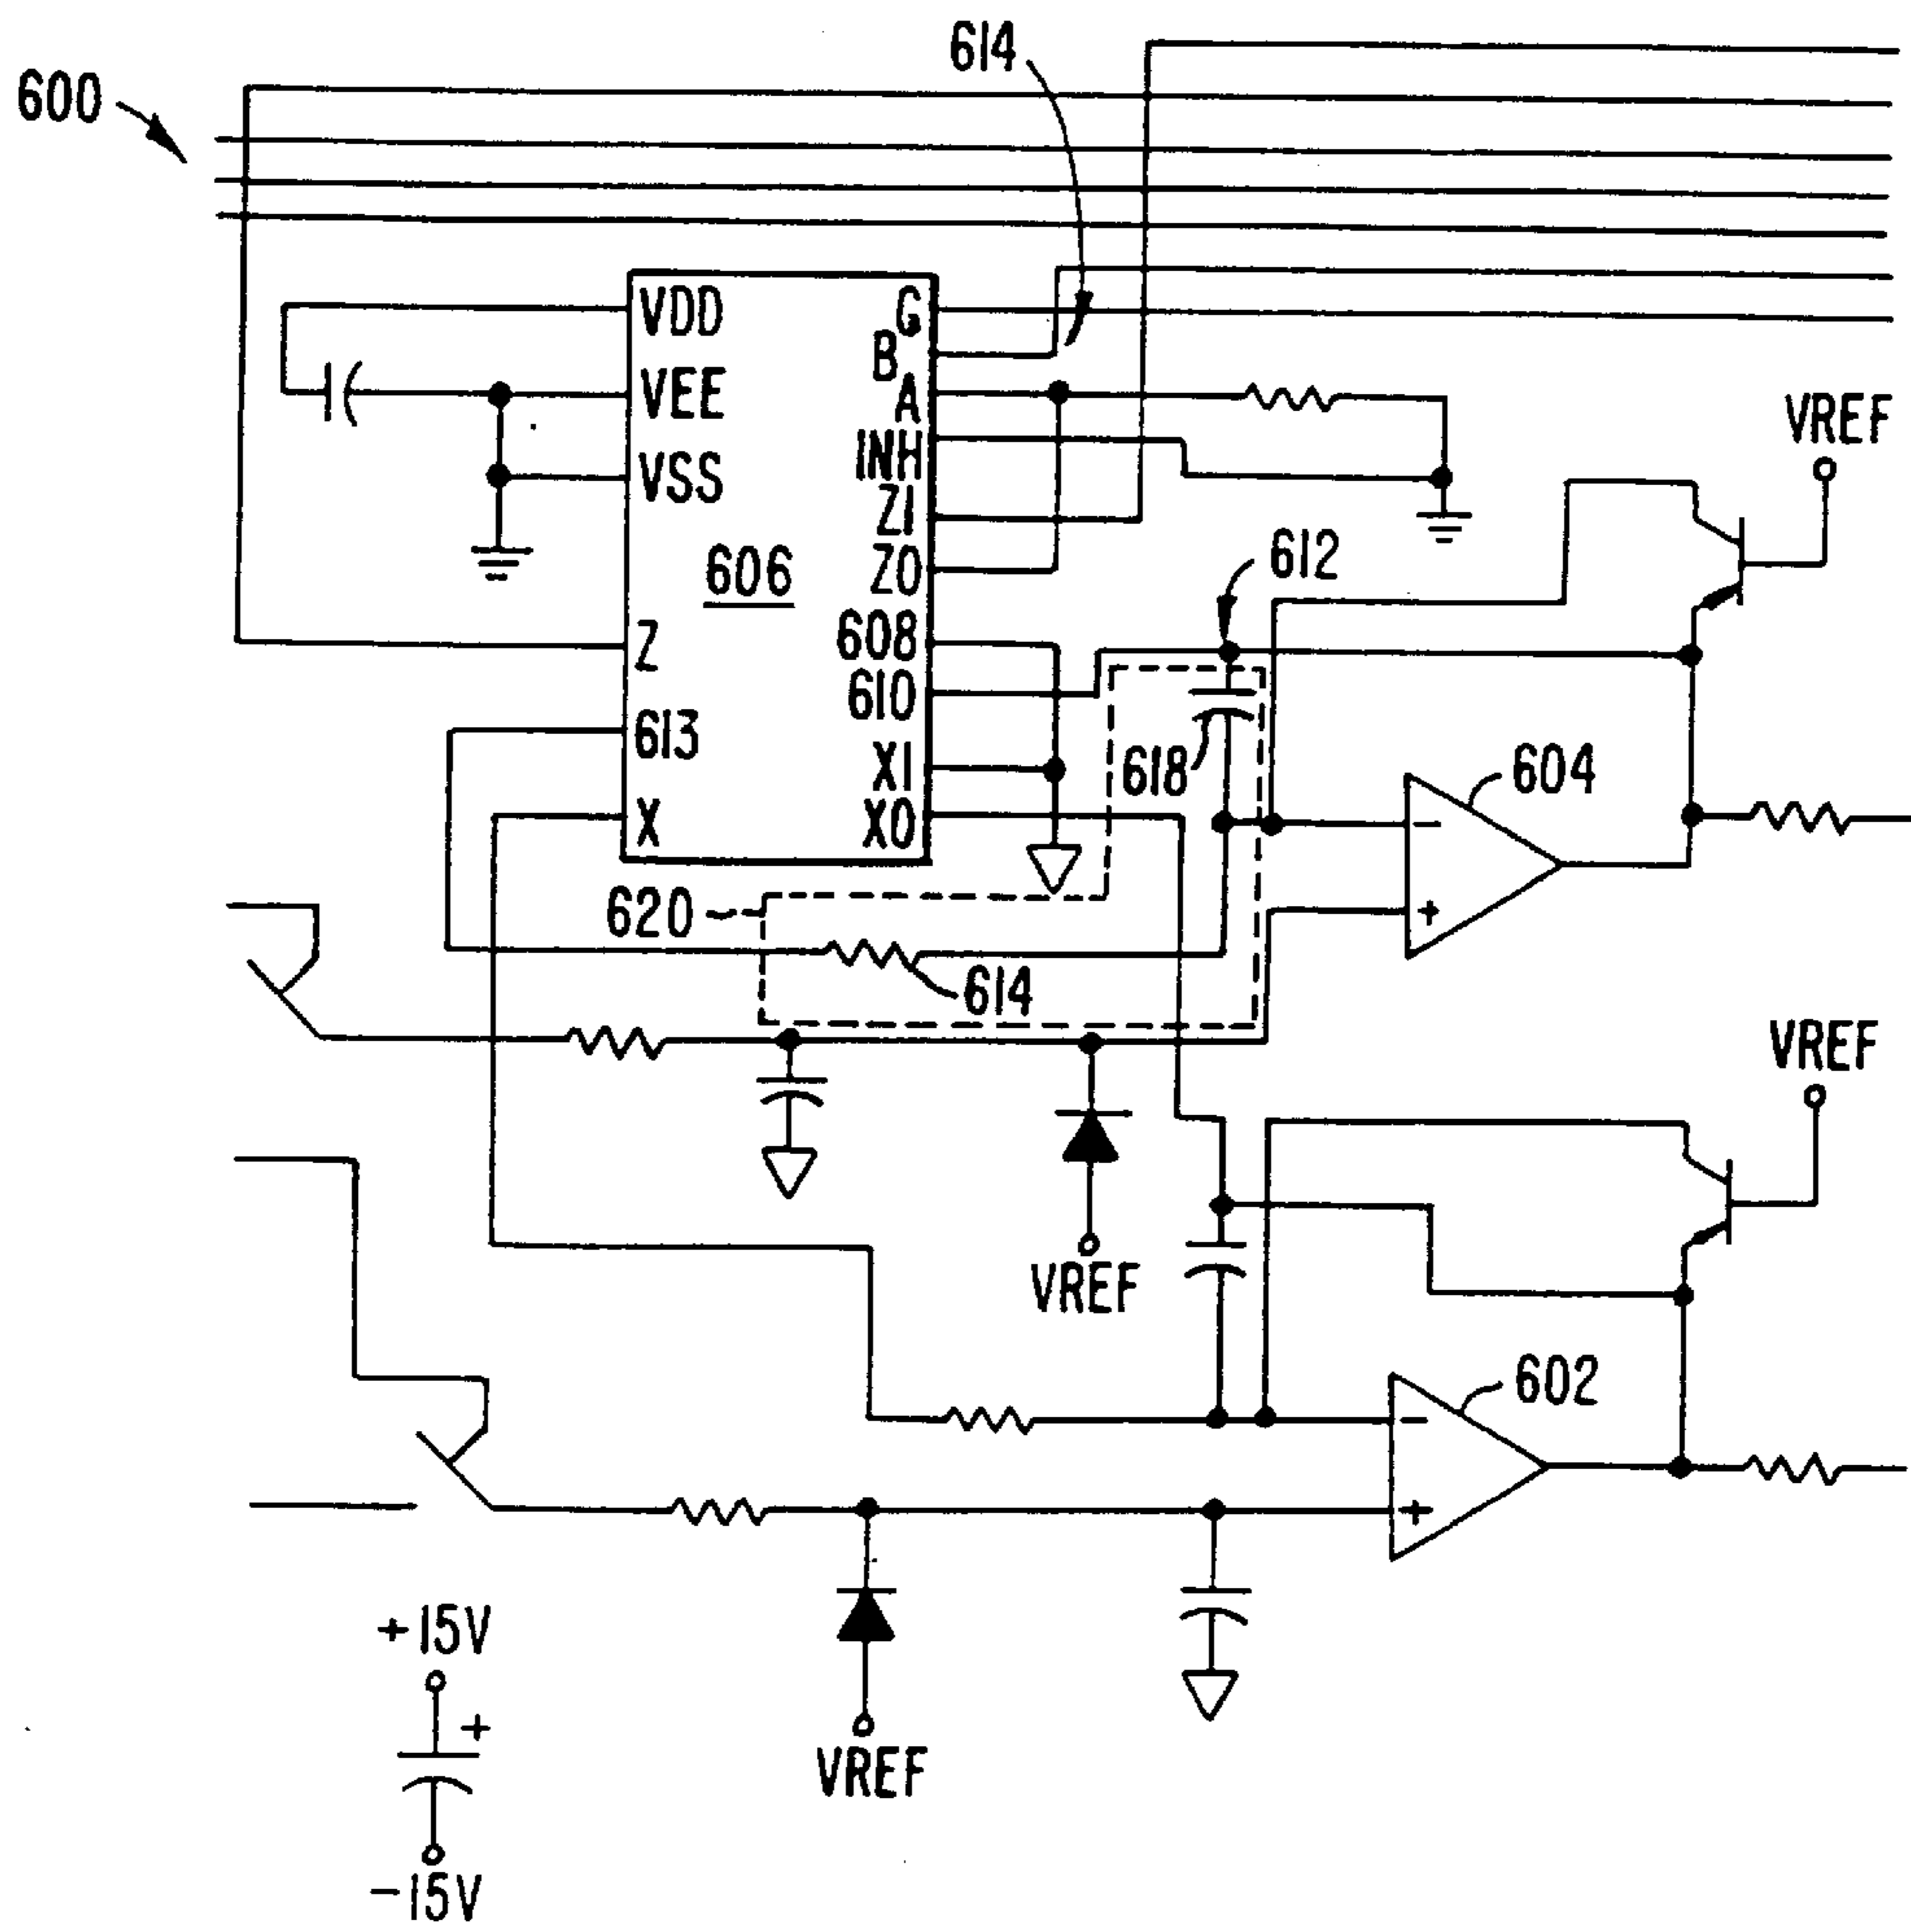 614
600
VDD
G
B
VEE
A
VREF
INH
VSS
Z1
612
606
Z0
608
Z
610
613
X1
618
604
X
X0
-
620
+
614
VREF
VREF
602
-
+
+15V
+
VREF
-15V